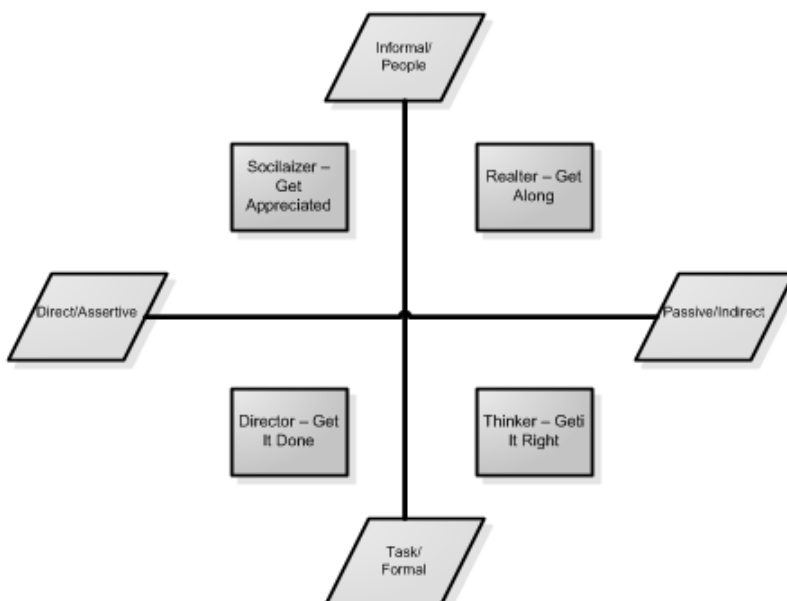 Informal/
People
Socilaizer –
Get
Appreciated
Realter – Get
Along
Direct/Assertive
Passive/Indirect
Director – Get
It Done
Thinker – Geti
It Right
Task/
Formal